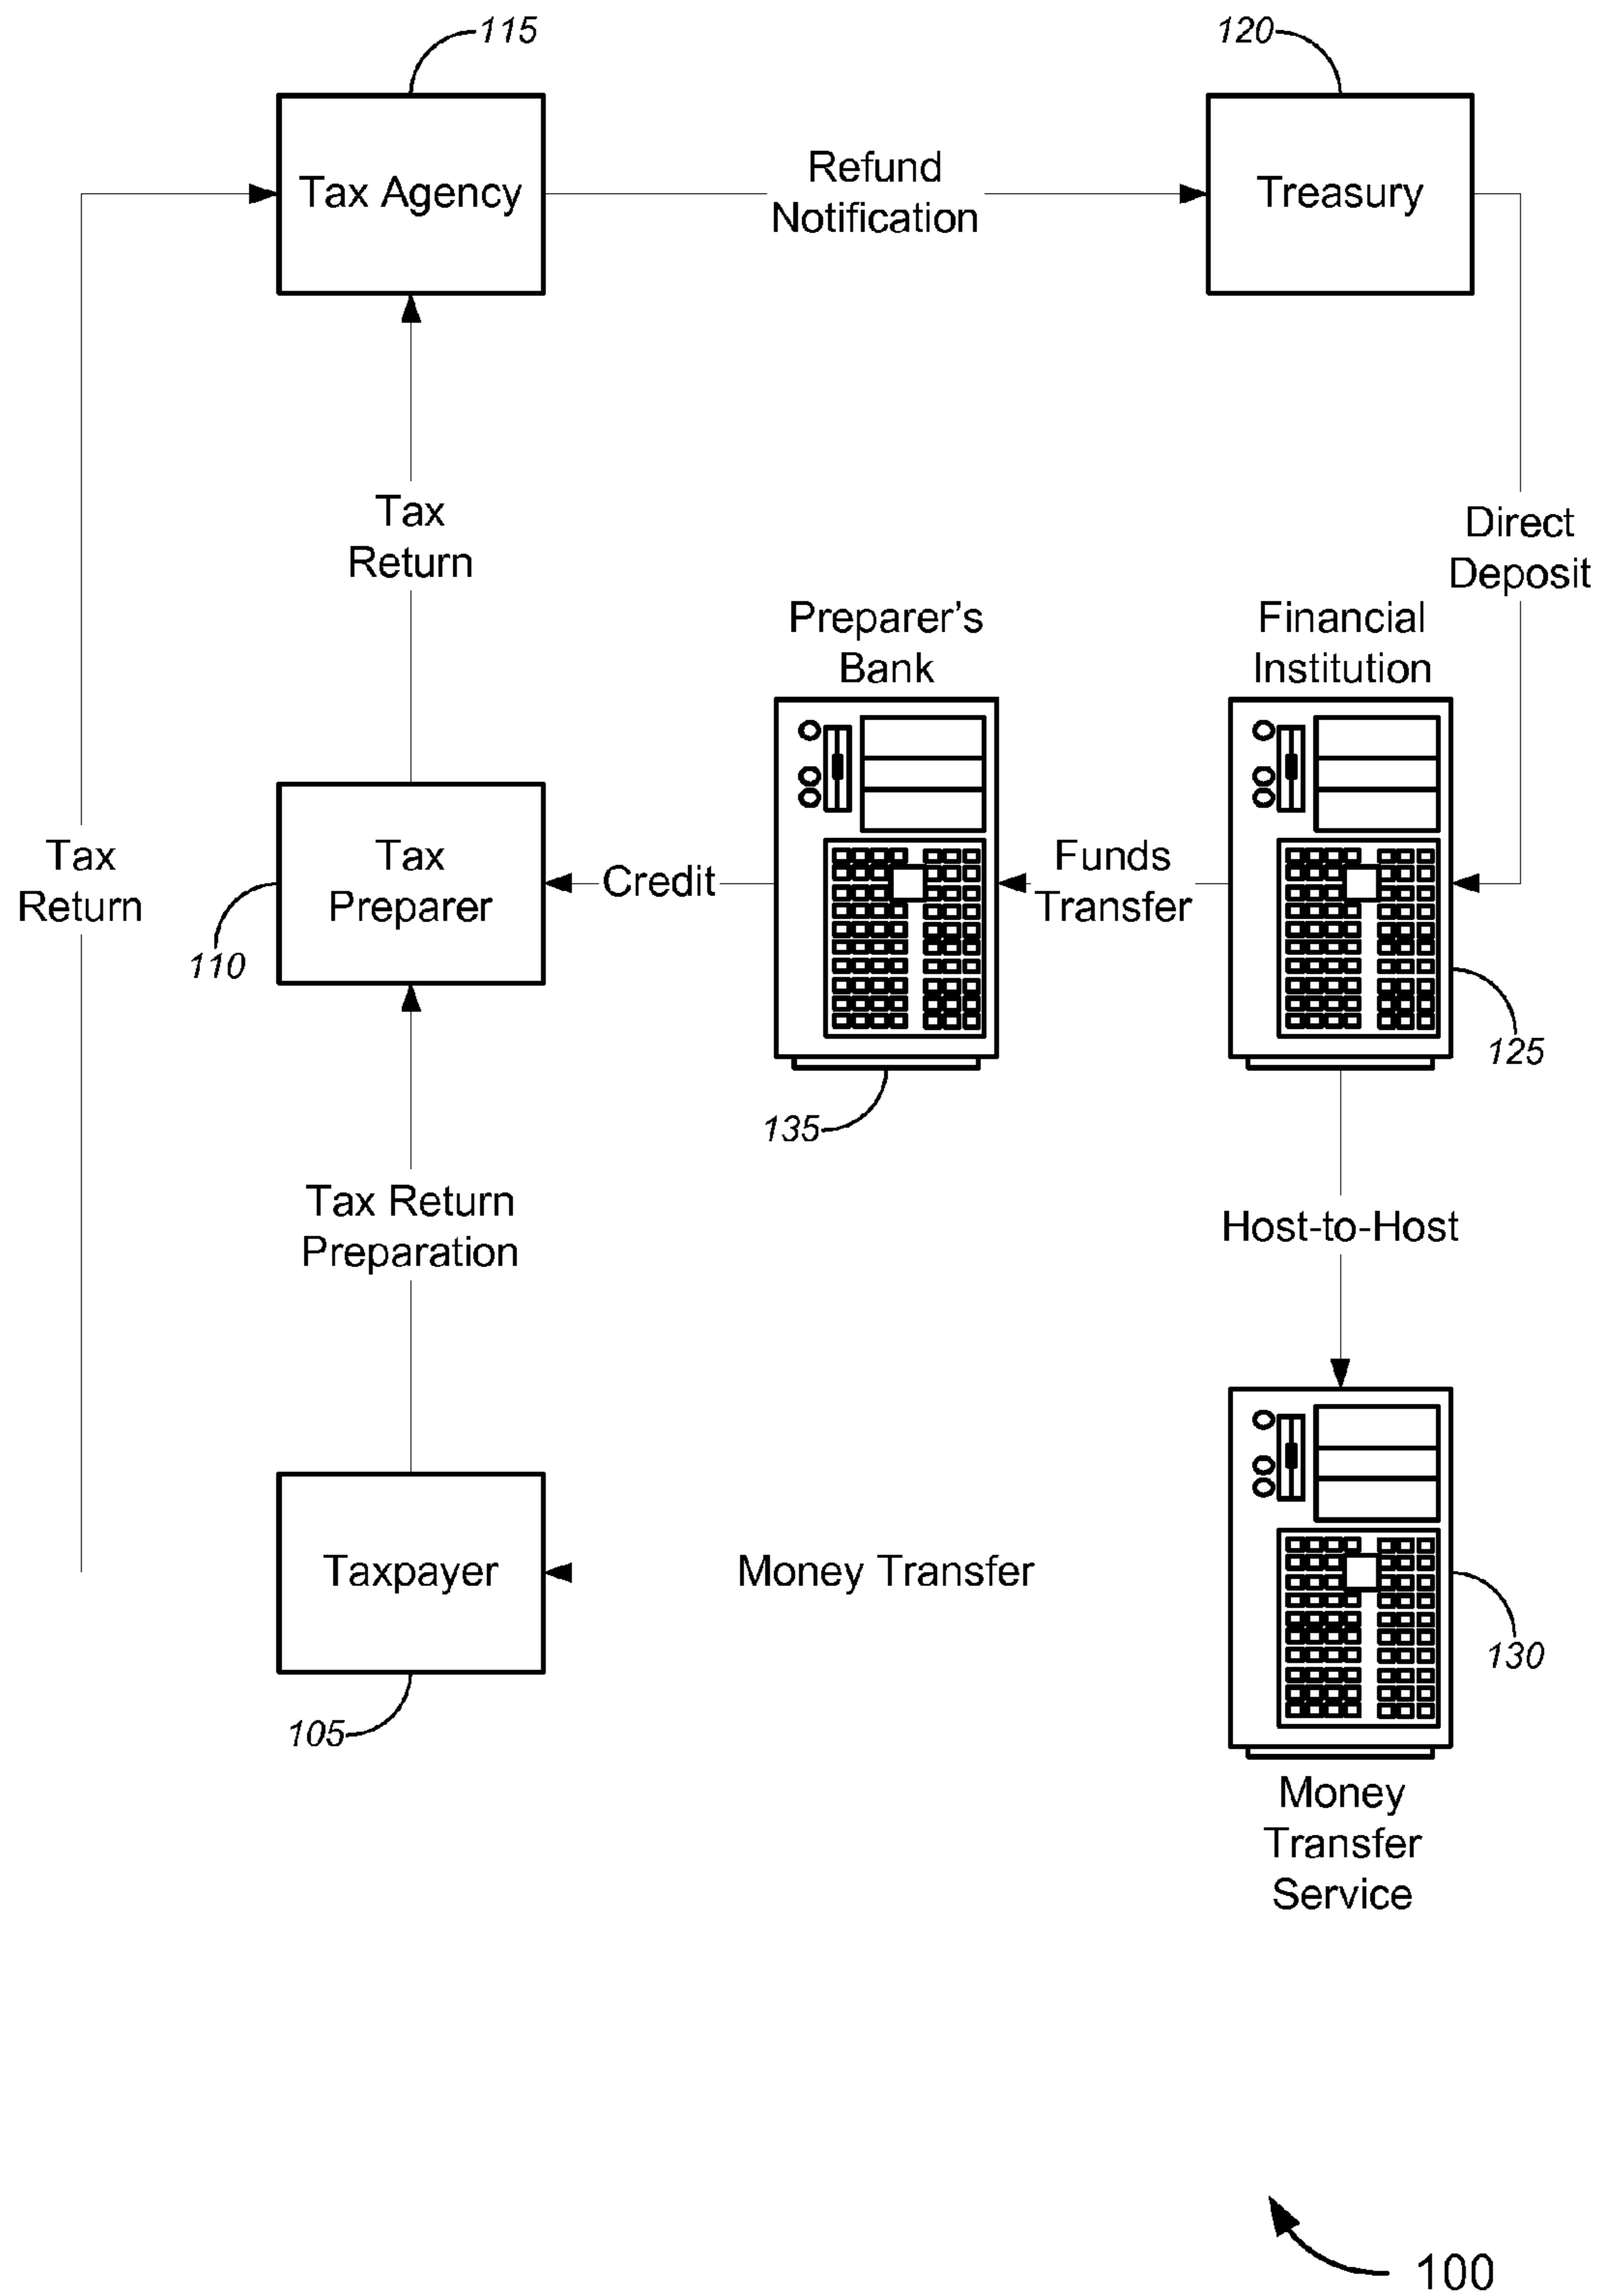 115
120
Tax Agency
Refund
Notification
Treasury
Tax
Return
Direct
Deposit
Preparer's
Bank
Financial
Institution
Tax
Return
Tax
Preparer
Credit
Funds
Transfer
110
125
135
Tax Return
Preparation
Host-to-Host
Taxpayer
Money Transfer
130
105
Money
Transfer
Service
100